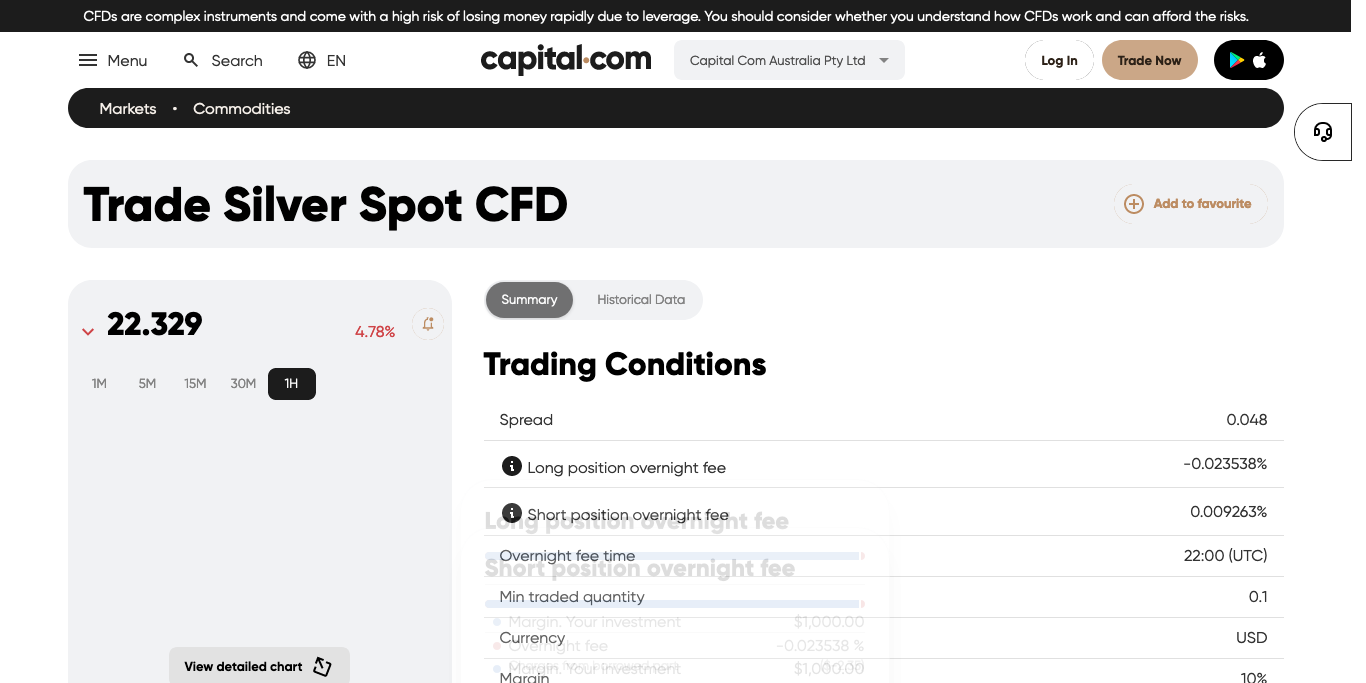 CFDs are complex instruments and come with a high risk of losing money rapidly due to leverage. You should consider whether you understand how CFDs work and can afford the risks.
Menu Search EN capital.com Capital Com Australia Pty Ltd Log In Trade Now
Markets • Commodities
Trade Silver Spot CFD
Add to favourite
22.329
4.78%
1M 5M 15M 30M 1H
View detailed chart
Summary Historical Data
Trading Conditions
Spread 0.048
Long position overnight fee -0.023538%
Short position overnight fee 0.009263%
Long position overnight fee
Overnight fee time 22:00 (UTC)
Short position overnight fee
Min traded quantity 0.1
Margin. Your investment $1,000.00
Currency USD
Overnight fee -0.023538 %
Margin. Your investment $1,000.00
Margin 10%